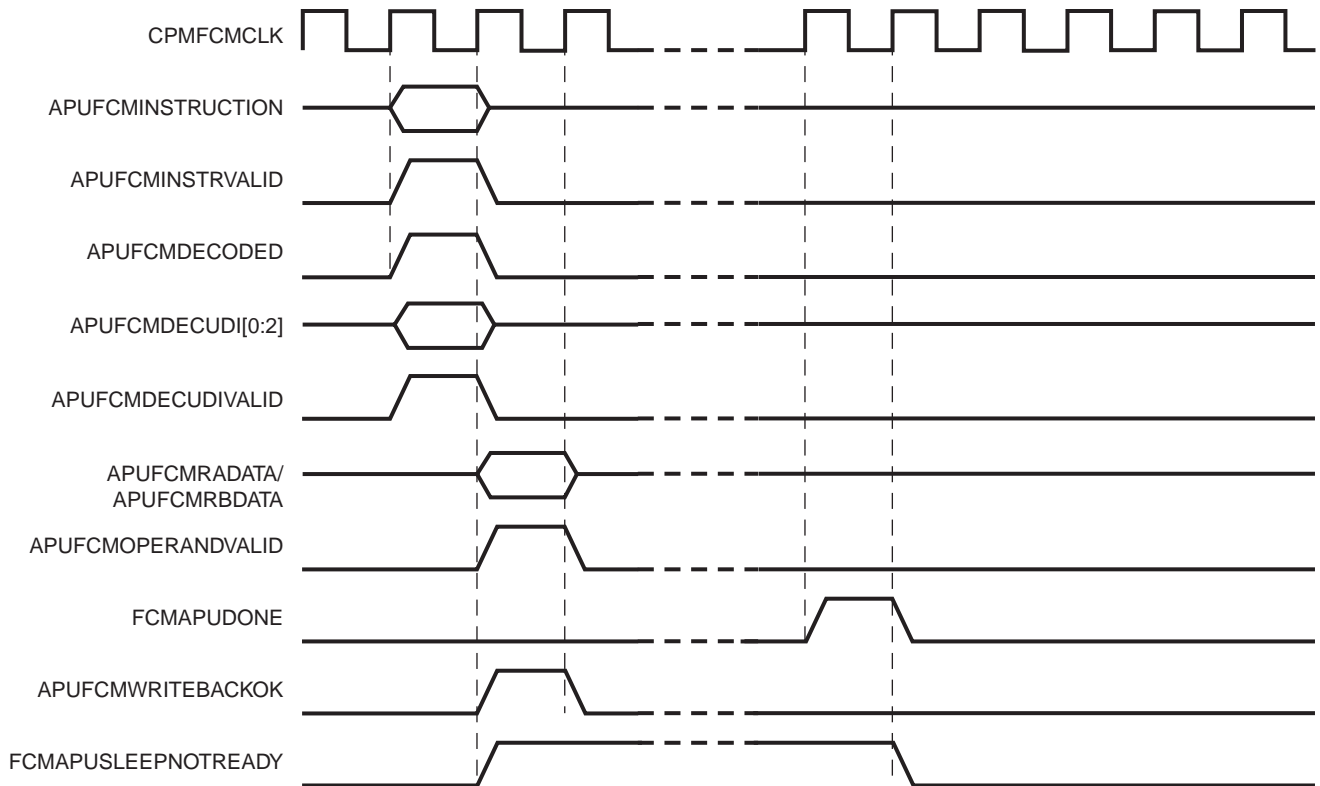 CPMFCMCLK
APUFCMINSTRUCTION
APUFCMINSTRVALID
APUFCMDECODED
APUFCMDECUDI[0:2]
APUFCMDECUDIVALID
APUFCMRADATA/
APUFCMRBDATA
APUFCMOPERANDVALID
FCMAPUDONE
APUFCMWRITEBACKOK
FCMAPUSLEEPNOTREADY